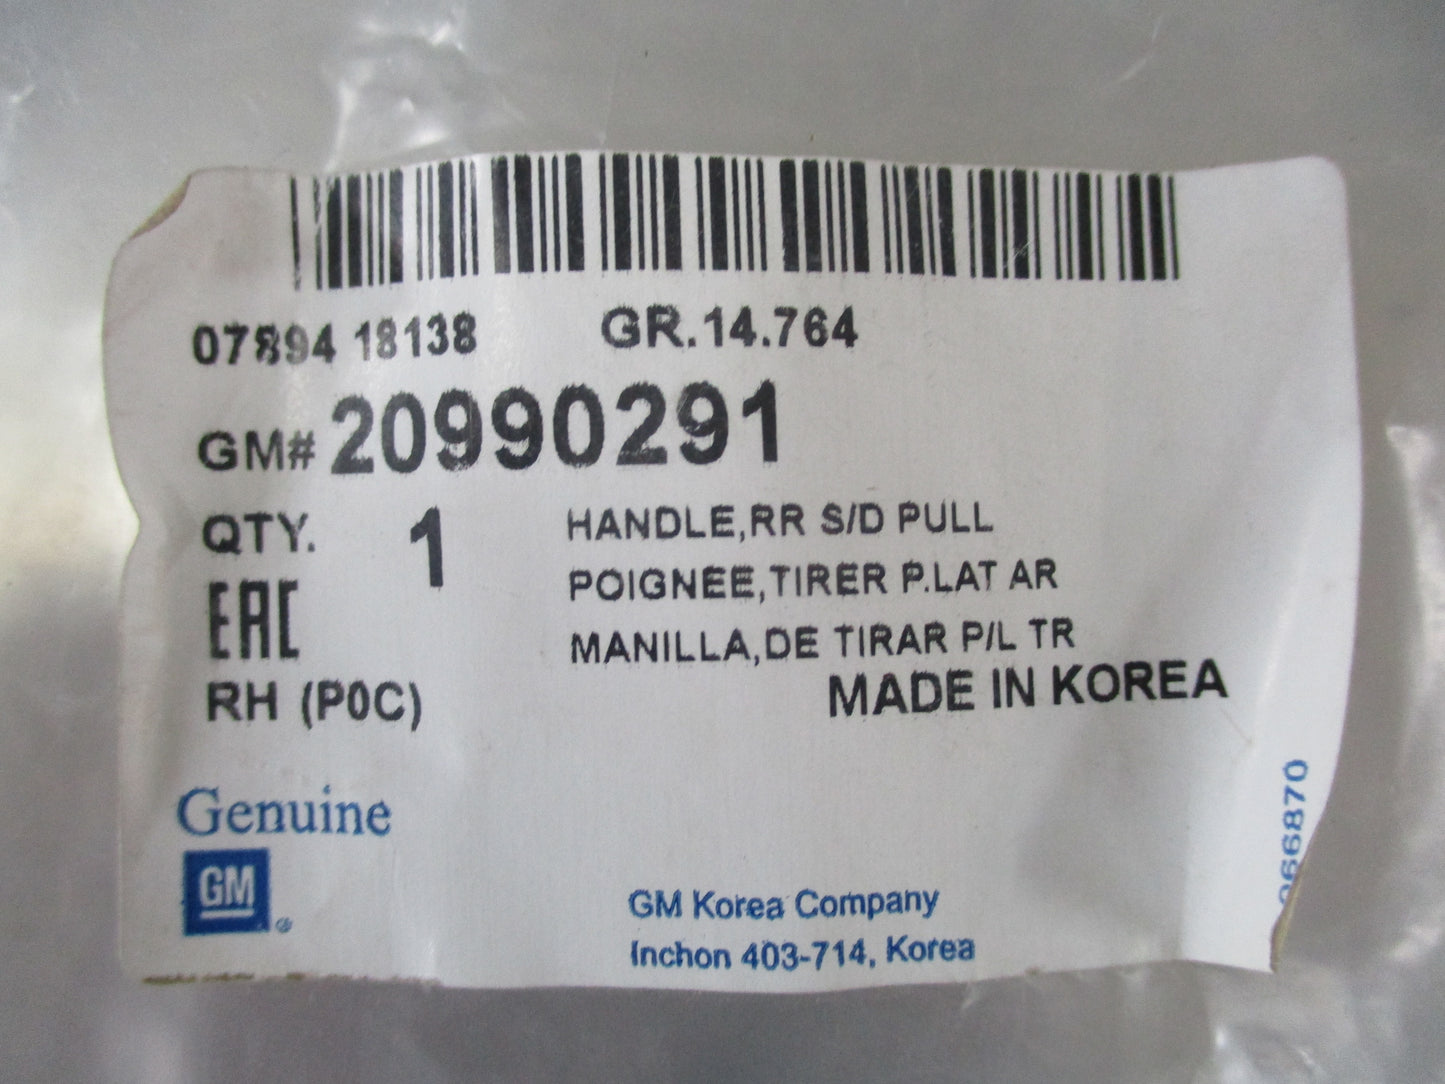 07894 18138 GR.14.764
GM# 20990291
QTY. 1 HANDLE,RR S/D PULL
POIGNEE,TIRER P.LAT AR
EAC
MANILLA,DE TIRAR P/L TR
RH (P0C) MADE IN KOREA
Genuine
GM
GM Korea Company
Inchon 403-714, Korea